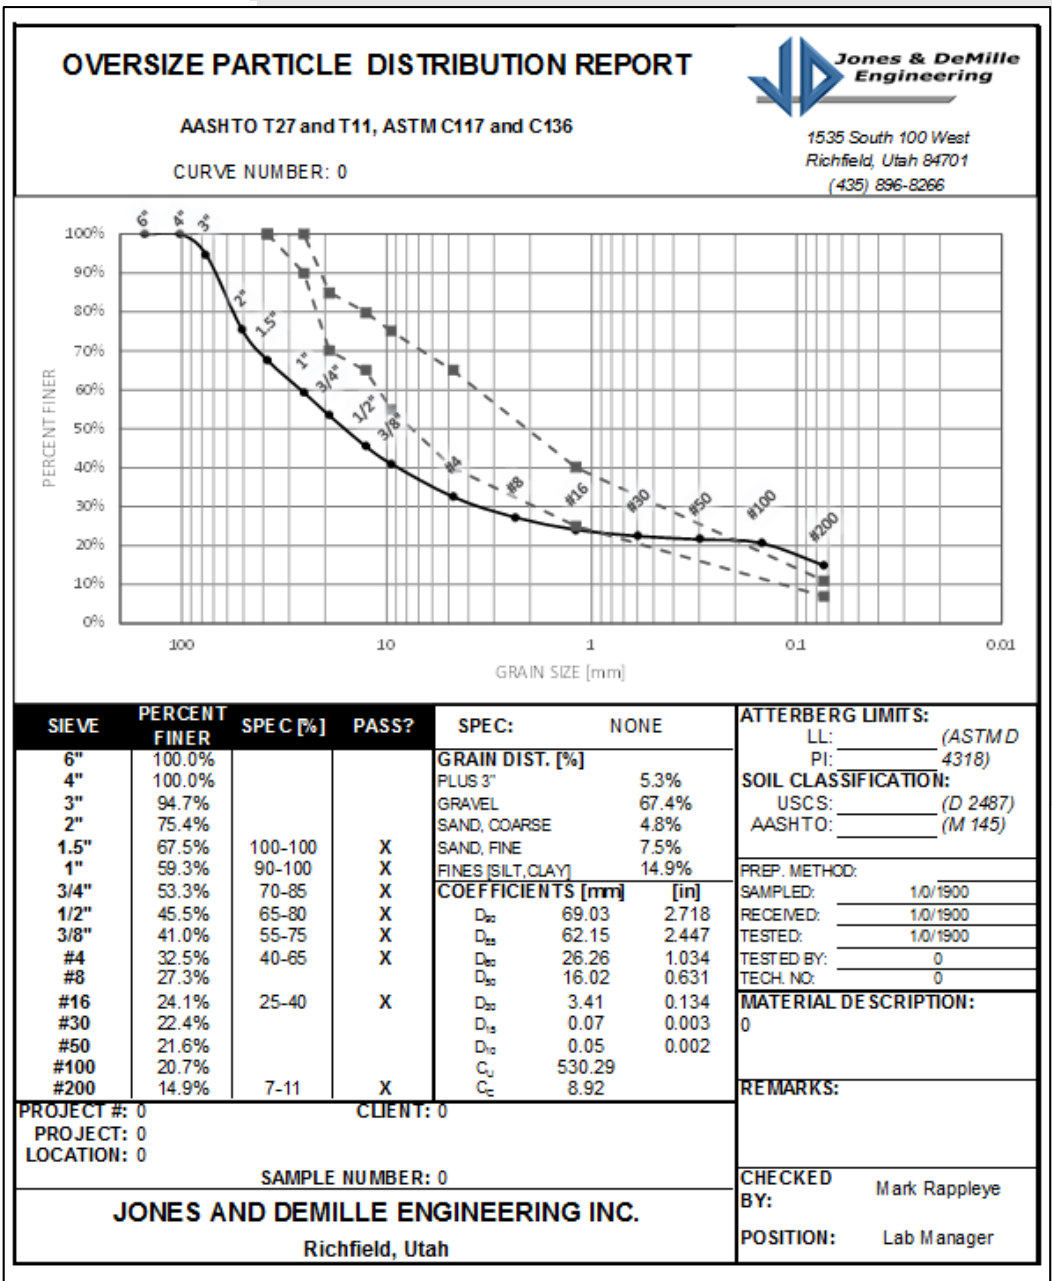 OVERSIZE PARTICLE DISTRIBUTION REPORT
AASHTO T27 and T11, ASTM C117 and C136
CURVE NUMBER: 0
Jones & DeMille
Engineering
1535 South 100 West
Richfield, Utah 84701
(435) 896-8266
6" 4" 3" 2" 1.5" 1" 3/4" 1/2" 3/8" #4 #8 #16 #30 #50 #100 #200
100%
90%
80%
70%
60%
50%
40%
30%
20%
10%
0%
PERCENT FINER
100 10 1 0.1 0.01
GRAIN SIZE [mm]
SIEVE PERCENT FINER SPEC [%] PASS?
6" 100.0%
4" 100.0%
3" 94.7%
2" 75.4%
1.5" 67.5% 100-100 X
1" 59.3% 90-100 X
3/4" 53.3% 70-85 X
1/2" 45.5% 65-80 X
3/8" 41.0% 55-75 X
#4 32.5% 40-65 X
#8 27.3%
#16 24.1% 25-40 X
#30 22.4%
#50 21.6%
#100 20.7%
#200 14.9% 7-11 X
SPEC: NONE
GRAIN DIST. [%]
PLUS 3" 5.3%
GRAVEL 67.4%
SAND, COARSE 4.8%
SAND, FINE 7.5%
FINES [SILT,CLAY] 14.9%
COEFFICIENTS [mm] [in]
69.03 2.718
62.15 2.447
26.26 1.034
16.02 0.631
3.41 0.134
D15 0.07 0.003
D10 0.05 0.002
530.29
8.92
ATTERBERG LIMITS:
LL: (ASTM D
PI: 4318)
SOIL CLASSIFICATION:
USCS: (D 2487)
AASHTO: (M 145)
PREP. METHOD:
SAMPLED: 1/0/1900
RECEIVED: 1/0/1900
TESTED: 1/0/1900
TESTED BY: 0
TECH. NO: 0
MATERIAL DESCRIPTION:
0
REMARKS:
PROJECT #: 0 CLIENT: 0
PROJECT: 0
LOCATION: 0
SAMPLE NUMBER: 0
JONES AND DEMILLE ENGINEERING INC.
Richfield, Utah
CHECKED BY: Mark Rappleye
POSITION: Lab Manager